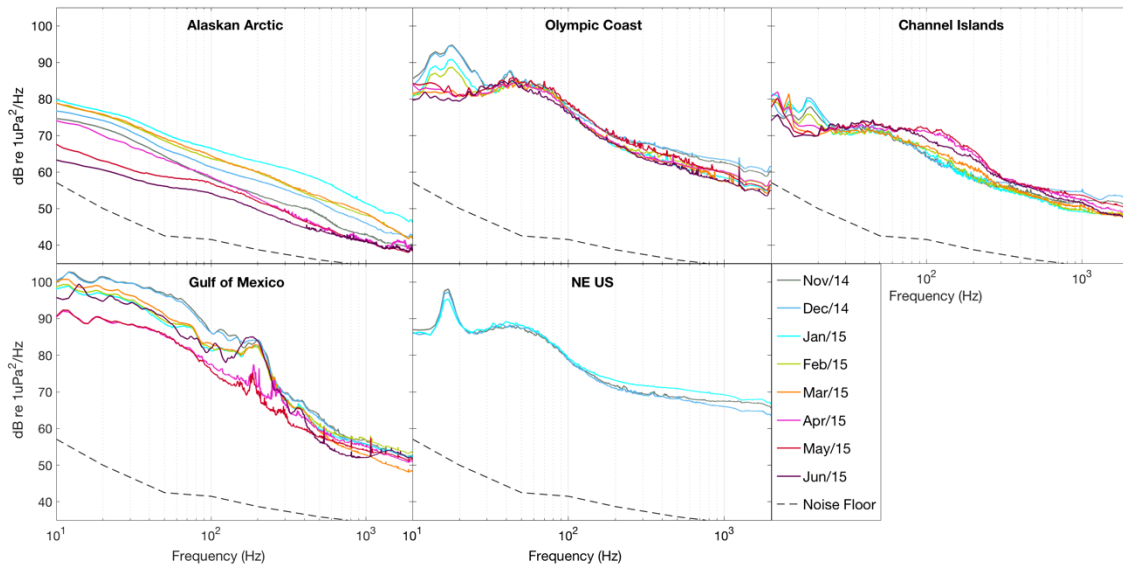 Alaskan Arctic
Olympic Coast
Channel Islands
dB re 1uPa²/Hz
100
90
80
70
60
50
40
10²
10³
Frequency (Hz)
Gulf of Mexico
NE US
dB re 1uPa²/Hz
100
90
80
70
60
50
40
10¹
10²
10³
10¹
10²
10³
Frequency (Hz)
Frequency (Hz)
Nov/14
Dec/14
Jan/15
Feb/15
Mar/15
Apr/15
May/15
Jun/15
Noise Floor